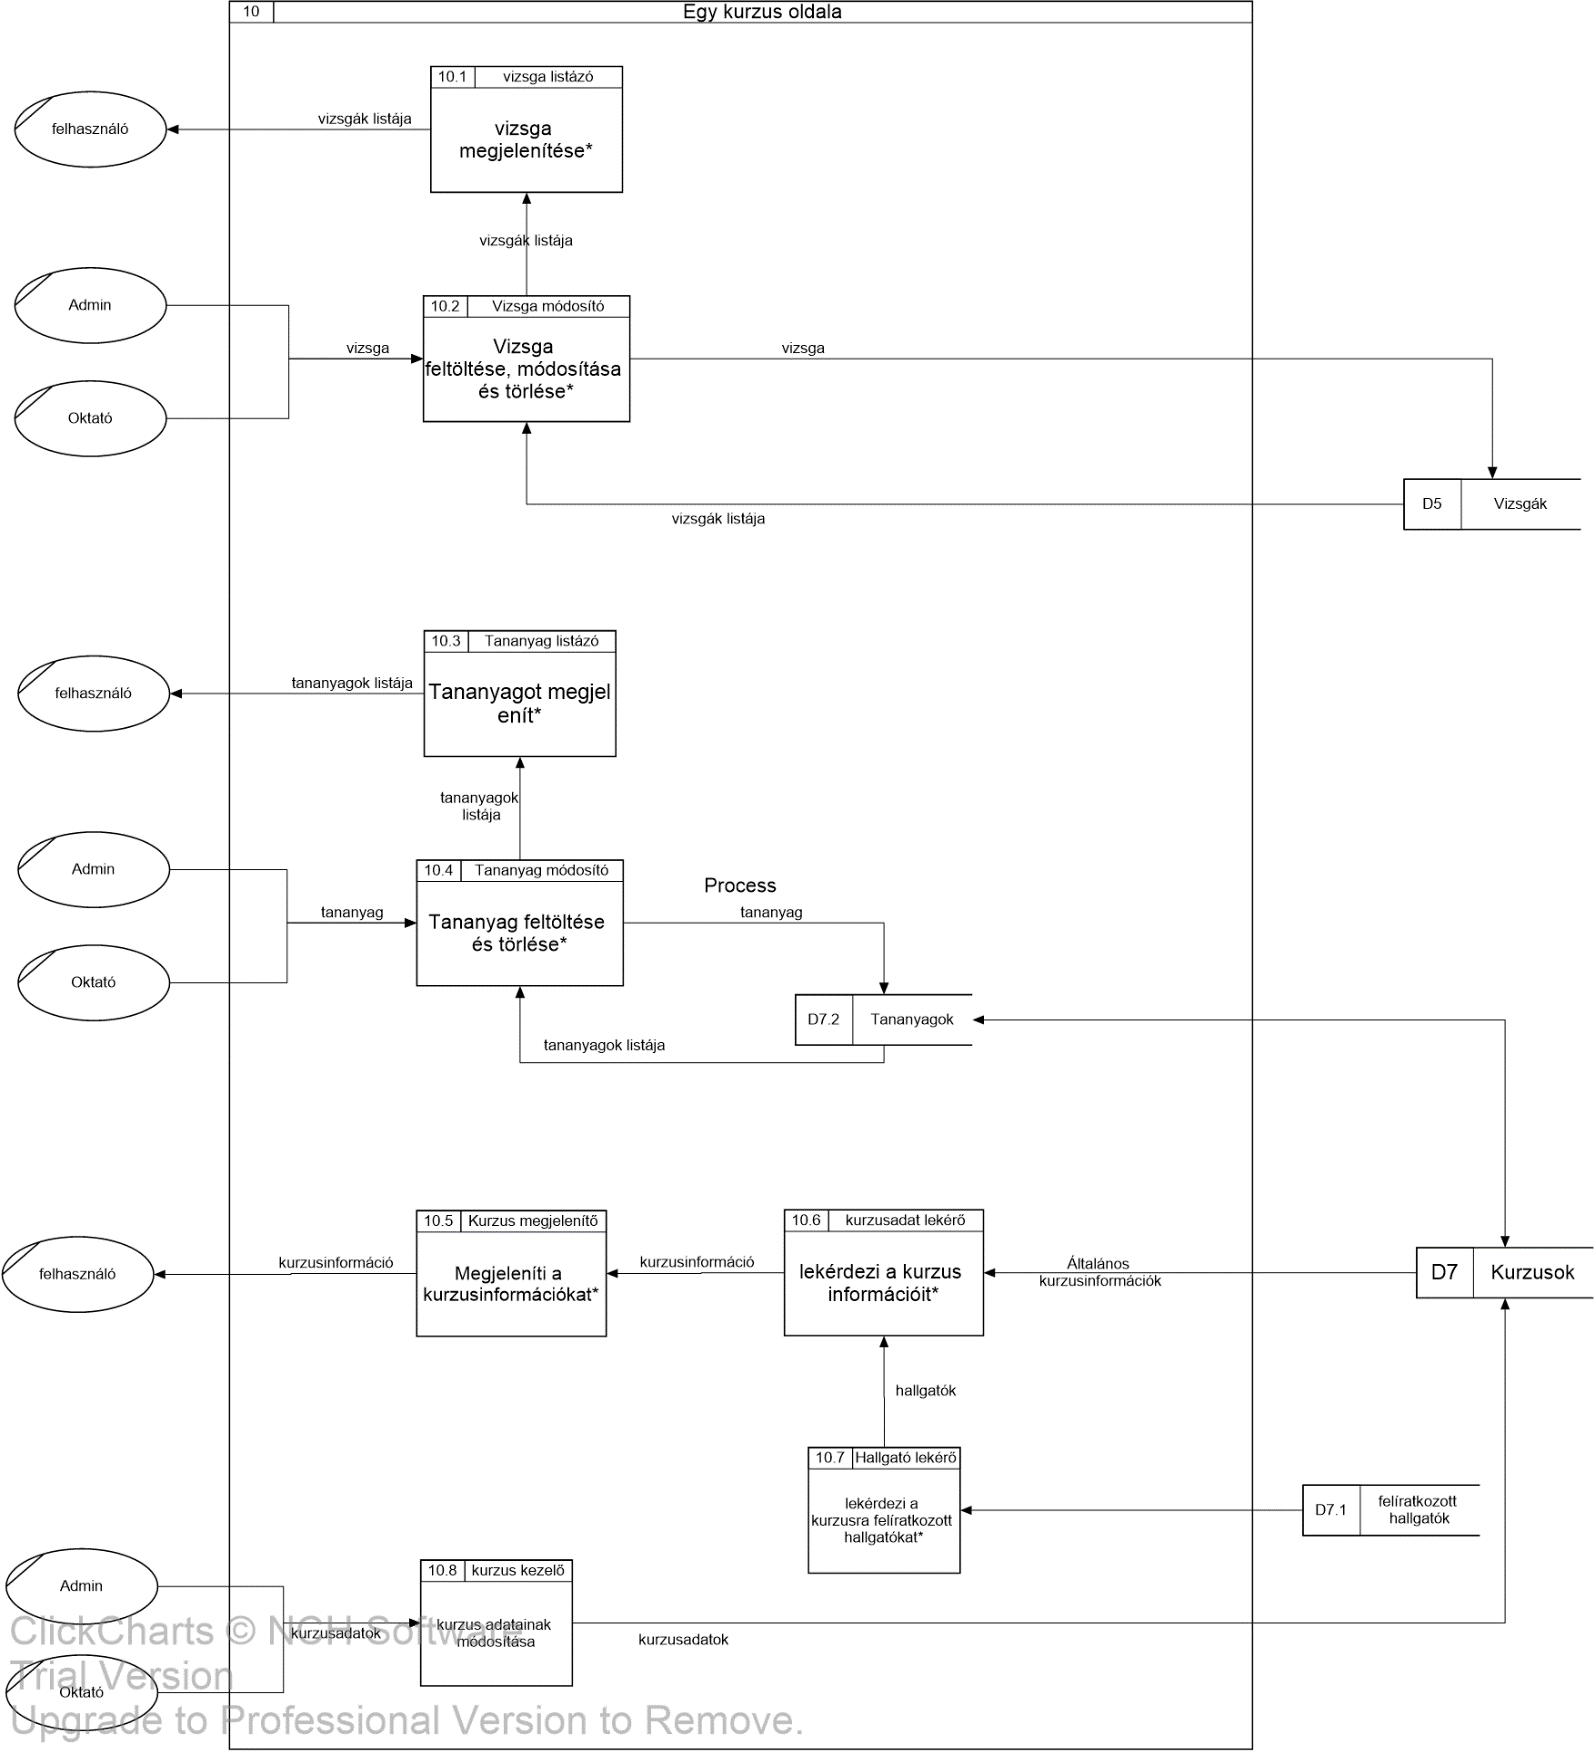 10
Egy kurzus oldala
10.1
vizsga listázó
vizsga
megjelenítése*
felhasználó
vizsgák listája
vizsgák listája
Admin
Oktató
vizsga
10.2
Vizsga módosító
Vizsga
feltöltése, módosítása
és törlése*
vizsga
D5
Vizsgák
vizsgák listája
10.3
Tananyag listázó
Tananyagot megjel
enít*
felhasználó
tananyagok listája
tananyagok
listája
Admin
Oktató
tananyag
10.4
Tananyag módosító
Tananyag feltöltése
és törlése*
Process
tananyag
D7.2
Tananyagok
tananyagok listája
felhasználó
kurzusinformáció
10.5
Kurzus megjelenítő
Megjeleníti a
kurzusinformációkat*
kurzusinformáció
10.6
kurzusadat lekérő
lekérdezi a kurzus
információit*
Általános
kurzusinformációk
D7
Kurzusok
hallgatók
10.7
Hallgató lekérő
lekérdezi a
kurzusra felíratkozott
hallgatókat*
D7.1
felíratkozott
hallgatók
Admin
Oktató
kurzusadatok
10.8
kurzus kezelő
kurzus adatainak
módosítása
kurzusadatok
ClickCharts © NCH Software
Trial Version
Upgrade to Professional Version to Remove.